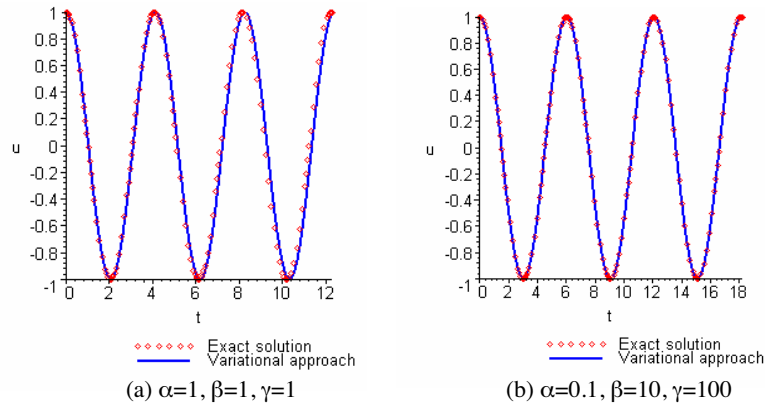 1
0.8
0.6
0.4
0.2
u 0
-0.2
-0.4
-0.6
-0.8
-1
0 2 4 6 8 10 12
t
Exact solution
Variational approach
(a) α=1, β=1, γ=1
1
0.8
0.6
0.4
0.2
u 0
-0.2
-0.4
-0.6
-0.8
-1
0 2 4 6 8 10 12 14 16 18
t
Exact solution
Variational approach
(b) α=0.1, β=10, γ=100